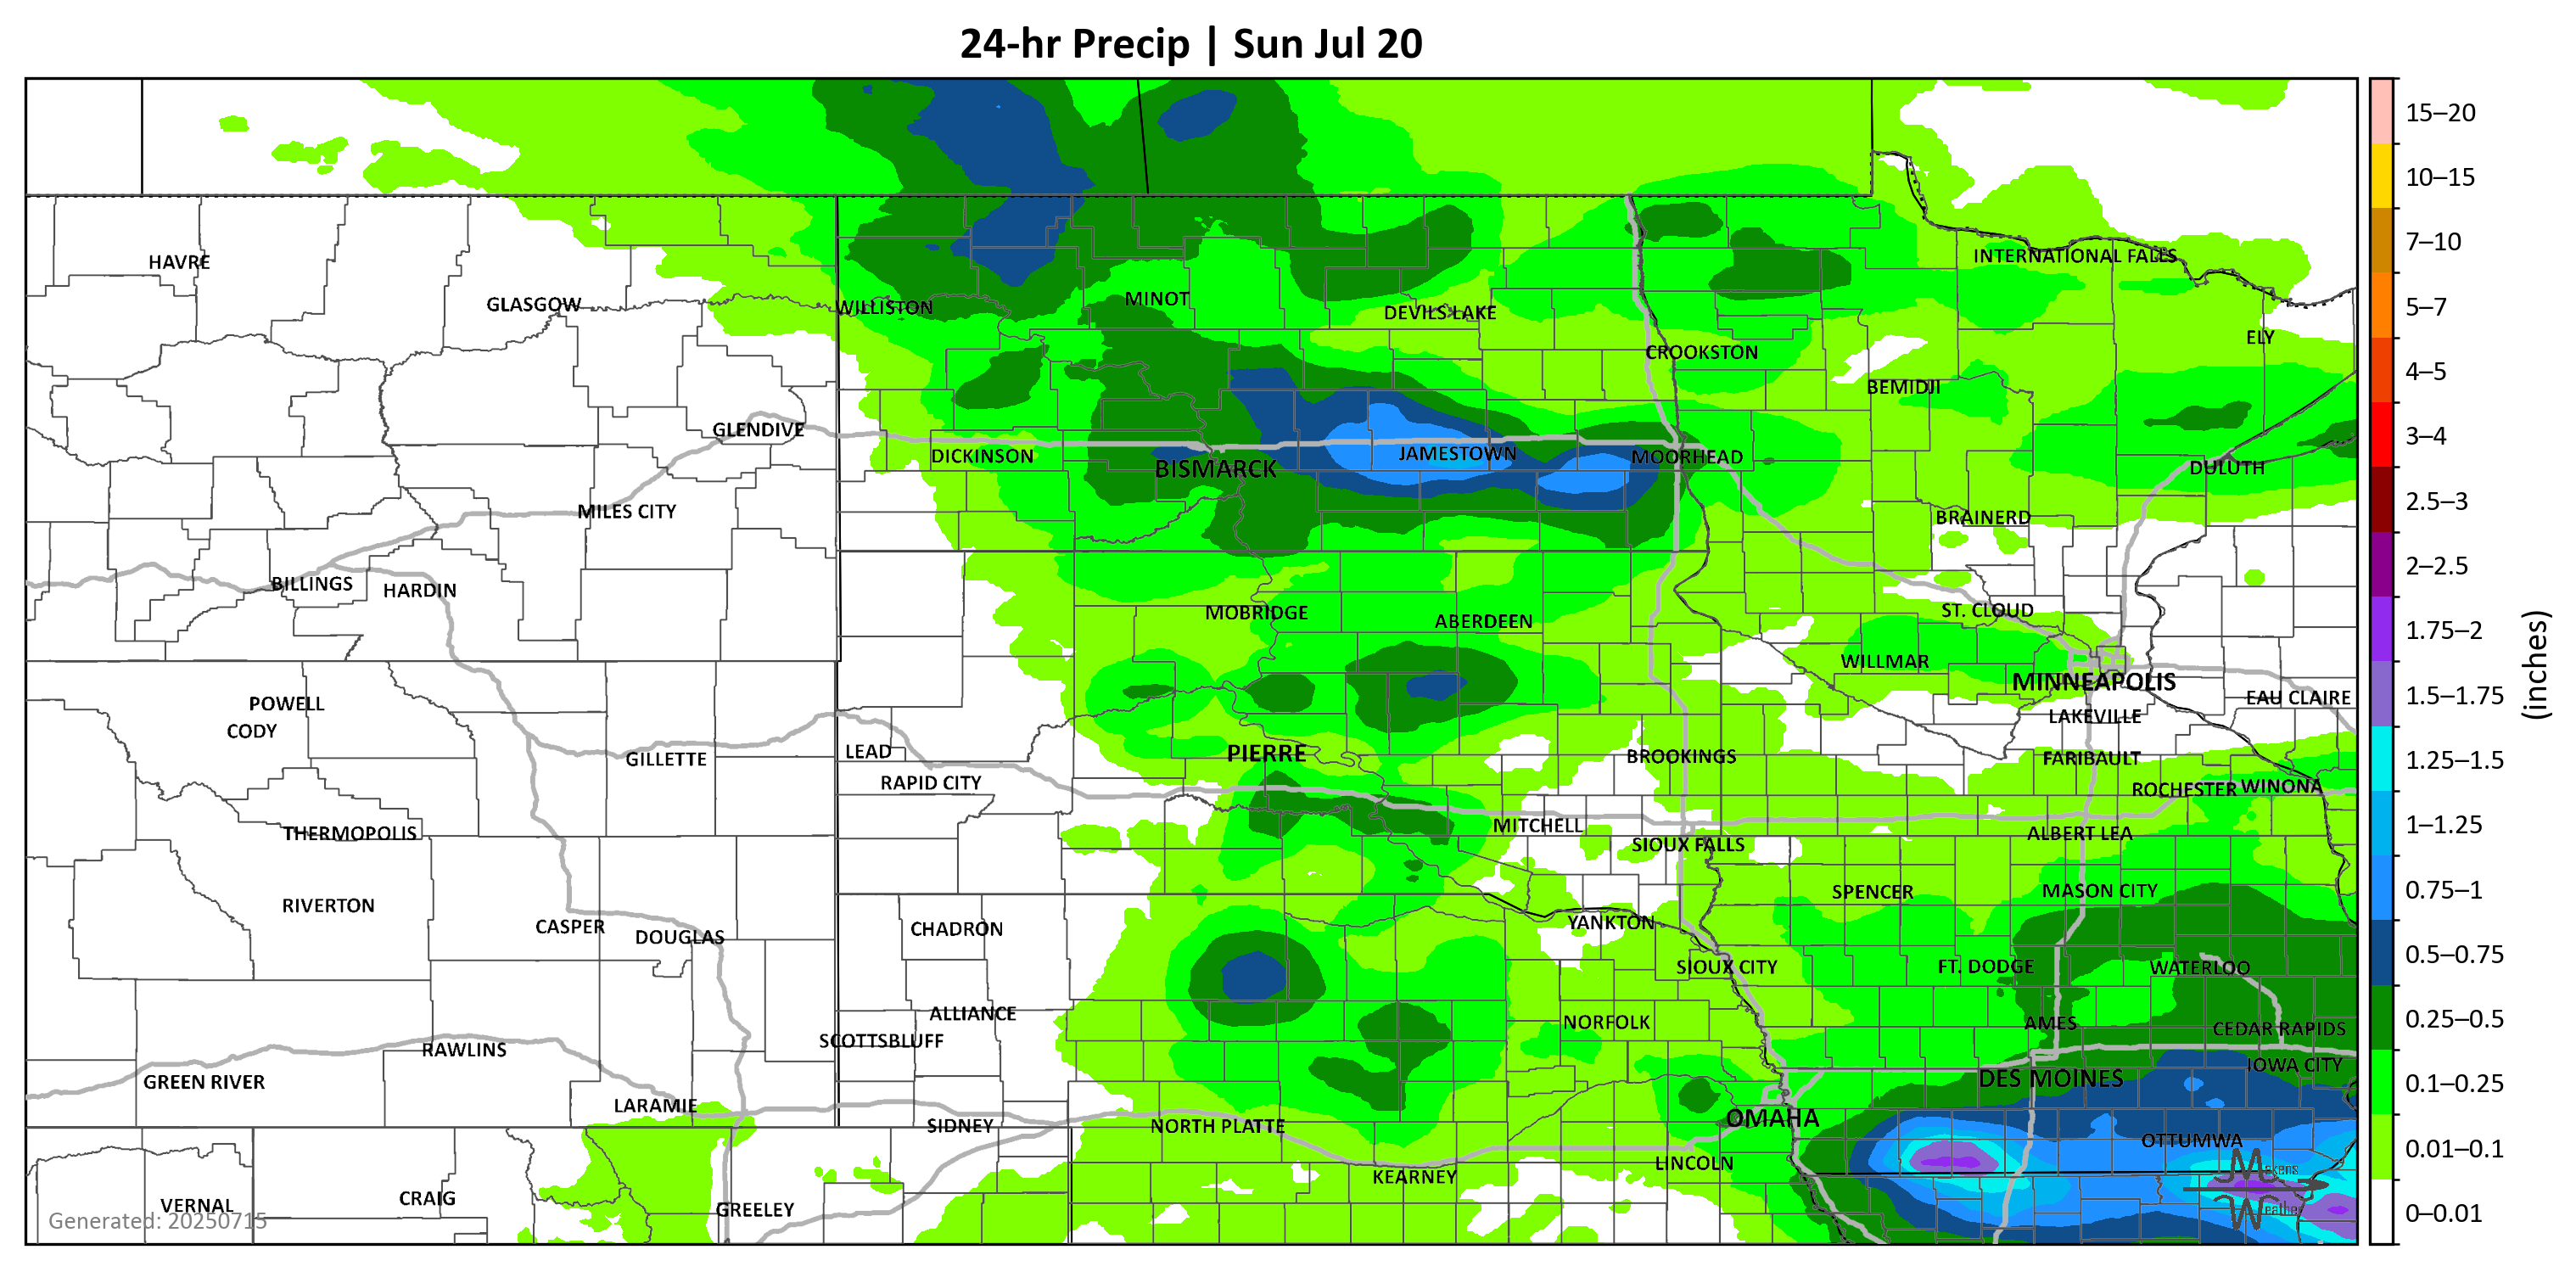 24-hr Precip | Sun Jul 20
15–20
10–15
7–10
5–7
4–5
3–4
2.5–3
2–2.5
1.75–2
1.5–1.75
1.25–1.5
1–1.25
0.75–1
0.5–0.75
0.25–0.5
0.1–0.25
0.01–0.1
0–0.01
(inches)
HAVRE
INTERNATIONAL FALLS
GLASGOW
WILLISTON
MINOT
DEVILS LAKE
ELY
CROOKSTON
BEMIDJI
GLENDIVE
DICKINSON
BISMARCK
JAMESTOWN
MOORHEAD
DULUTH
MILES CITY
BRAINERD
BILLINGS
HARDIN
MOBRIDGE
ABERDEEN
ST. CLOUD
WILLMAR
MINNEAPOLIS
EAU CLAIRE
POWELL
CODY
LAKEVILLE
GILLETTE
LEAD
PIERRE
BROOKINGS
FARIBAULT
RAPID CITY
ROCHESTER
WINONA
THERMOPOLIS
MITCHELL
ALBERT LEA
SIOUX FALLS
RIVERTON
SPENCER
MASON CITY
CASPER
DOUGLAS
CHADRON
YANKTON
SIOUX CITY
FT. DODGE
WATERLOO
ALLIANCE
NORFOLK
AMES
CEDAR RAPIDS
SCOTTSBLUFF
RAWLINS
IOWA CITY
GREEN RIVER
DES MOINES
LARAMIE
SIDNEY
NORTH PLATTE
OMAHA
OTTUMWA
LINCOLN
KEARNEY
VERNAL
CRAIG
GREELEY
Makens
Weather
Generated: 20250715